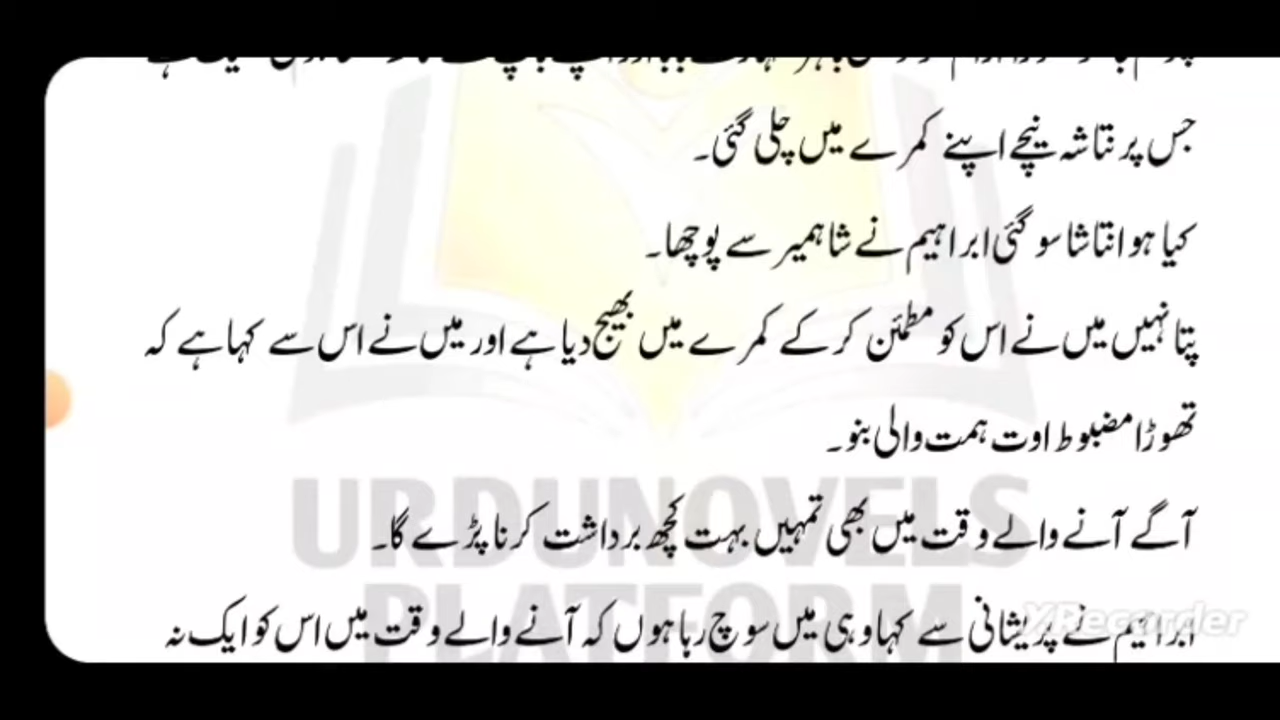 جس پر نتاشہ نیچے اپنے کمرے میں چلی گئی۔
کیا ہوا نتاشا سو گئی ابراہیم نے شاہمیر سے پوچھا۔
پتا نہیں میں نے اس کو مطمئن کر کے کمرے میں بھیج دیا ہے اور میں نے اس سے کہا ہے کہ
تھوڑا مضبوط اوت ہمت والی بنو۔
آگے آنے والے وقت میں بھی تمہیں بہت کچھ برداشت کرنا پڑے گا۔
ابراہیم نے پریشانی سے کہا وہی میں سوچ رہا ہوں کہ آنے والے وقت میں اس کو ایک نہ
URDUNOVELS
PLATFORM
XRecorder